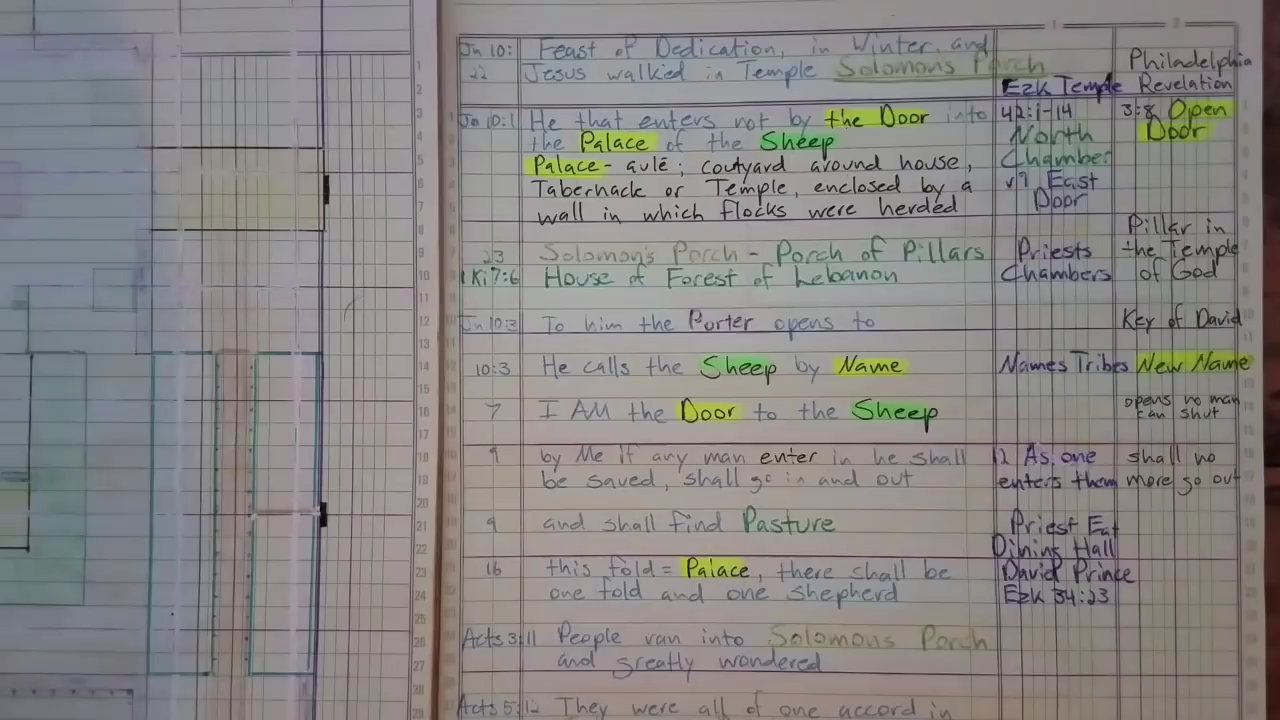 Jn 10: Feast of Dedication, in Winter, and
22 Jesus walked in Temple Solomons Porch Philadelphia
Ezk Temple Revelation
Jn 10:1 He that enters not by the Door into 42:1-14 3:8 Open
the Palace of the Sheep North Door
Palace - aulē; coutyard around house, Chamber
Tabernack or Temple, enclosed by a v9 East
wall in which flocks were herded Door
Pillar in
23 Solomon's Porch - Porch of Pillars Priests the Temple
1 Ki 7:6 House of Forest of Lebanon Chambers of God
Jn 10:3 To him the Porter opens to Key of David
10:3 He calls the Sheep by Name Names Tribes New Name
7 I AM the Door to the Sheep opens no man
can shut
9 by Me if any man enter in he shall 12 As one shall no
be saved, shall go in and out enters them more go out
9 and shall find Pasture Priest Eat
Dining Hall
16 this fold = Palace, there shall be David Prince
one fold and one shepherd Ezk 34:23
Acts 3:11 People ran into Solomons Porch
and greatly wondered
Acts 5:12 They were all of one accord in